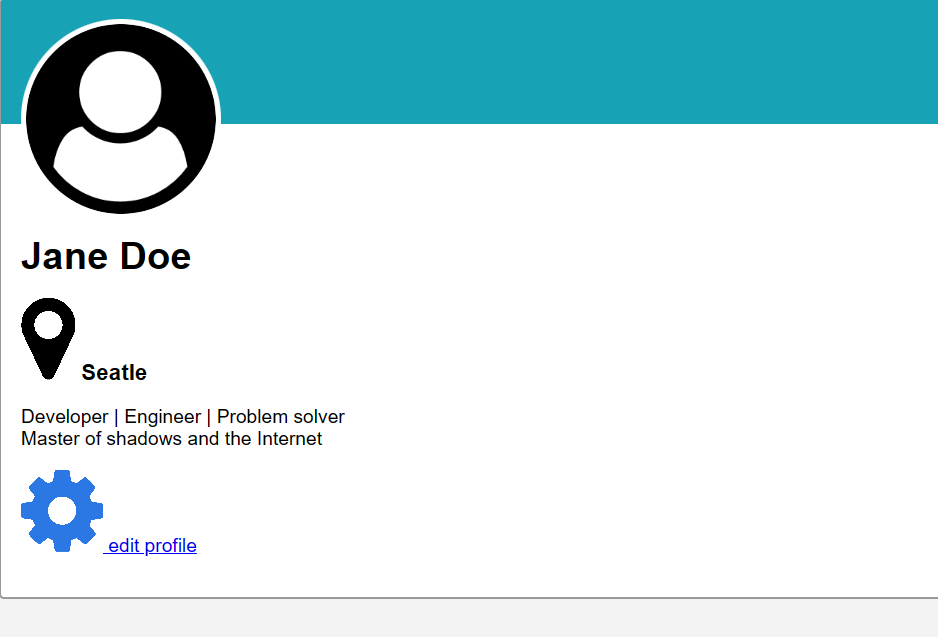 Jane Doe
Seatle
Developer | Engineer | Problem solver
Master of shadows and the Internet
edit profile